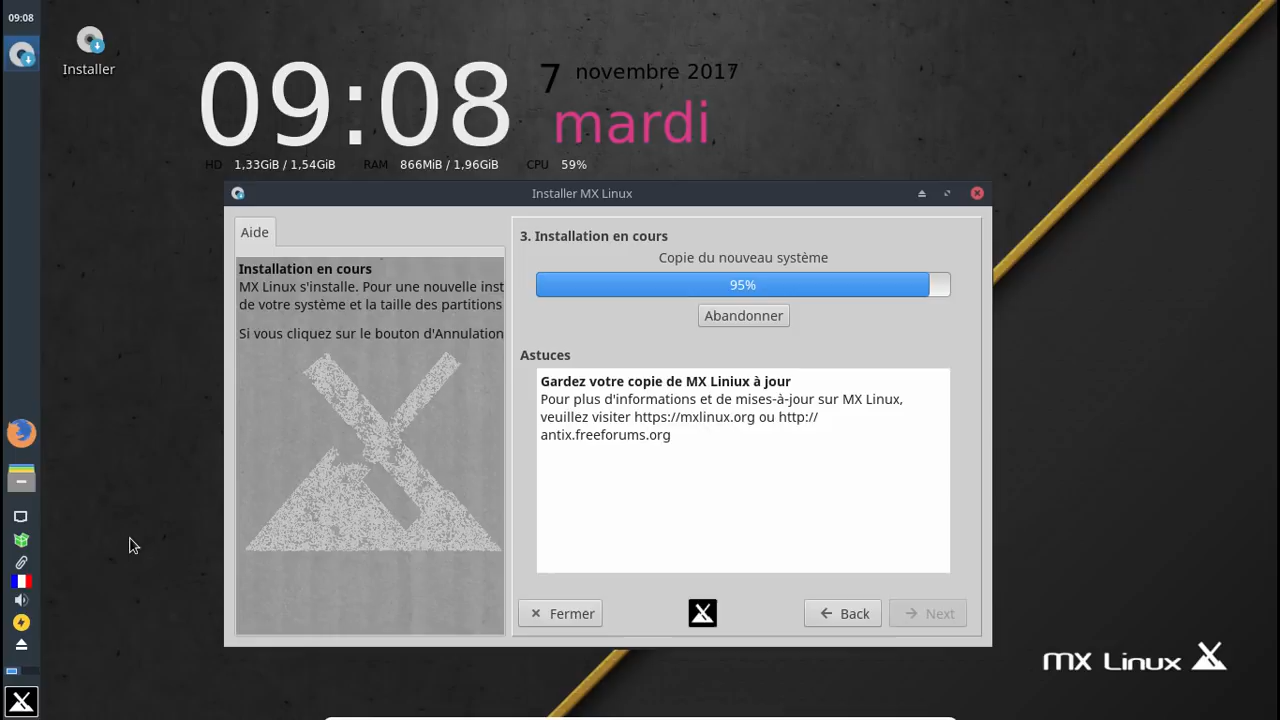 09:08
Installer
09:08
7 novembre 2017
mardi
HD 1,33GiB / 1,54GiB RAM 866MiB / 1,96GiB CPU 59%
Installer MX Linux
Aide
Installation en cours
MX Linux s'installe. Pour une nouvelle inst
de votre système et la taille des partitions
Si vous cliquez sur le bouton d'Annulation
3. Installation en cours
Copie du nouveau système
95%
Abandonner
Astuces
Gardez votre copie de MX Liniux à jour
Pour plus d'informations et de mises-à-jour sur MX Linux,
veuillez visiter https://mxlinux.org ou http://
antix.freeforums.org
Fermer
Back
Next
MX Linux